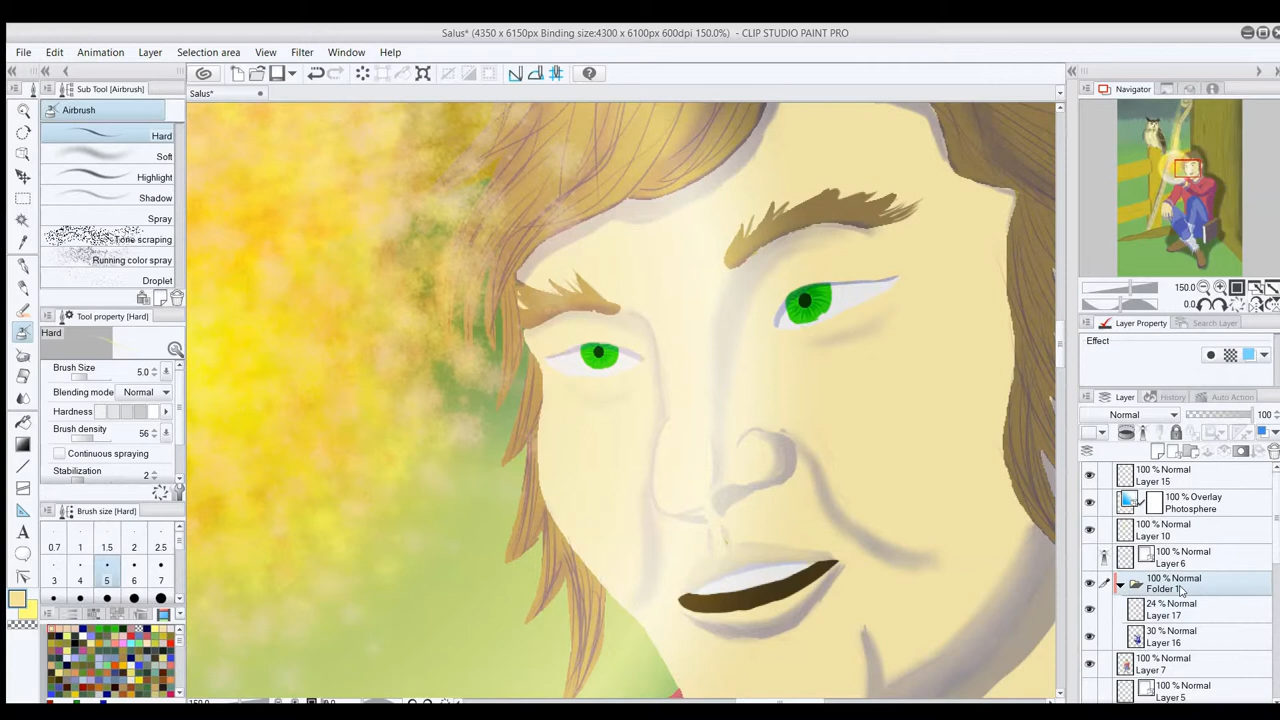 Salus* (4350 x 6150px Binding size:4300 x 6100px 600dpi 150.0%) - CLIP STUDIO PAINT PRO
File Edit Animation Layer Selection area View Filter Window Help
Sub Tool [Airbrush]
Salus*
Navigator
Airbrush
Hard
Soft
Highlight
Shadow
Spray
Tone scraping
Running color spray
Droplet
Tool property [Hard]
Hard
Brush Size 5.0
Blending mode Normal
Hardness
Brush density 56
Continuous spraying
Stabilization 2
Brush size [Hard]
0.7 1 1.5 2 2.5
3 4 5 6 7
150.0
0.0
Layer Property Search Layer
Effect
Layer History Auto Action
Normal 100
100 % Normal
Layer 15
100 % Overlay
Photosphere
100 % Normal
Layer 10
100 % Normal
Layer 6
100 % Normal
Folder 1
24 % Normal
Layer 17
30 % Normal
Layer 16
100 % Normal
Layer 7
100 % Normal
Layer 5
150.0